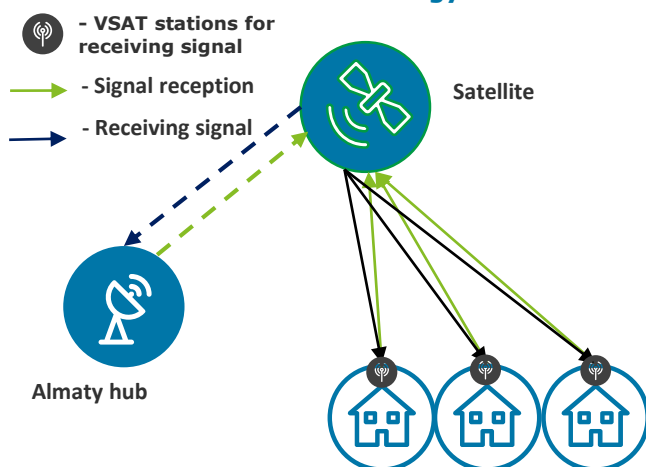 - VSAT stations for
receiving signal
- Signal reception
- Receiving signal
Satellite
Almaty hub